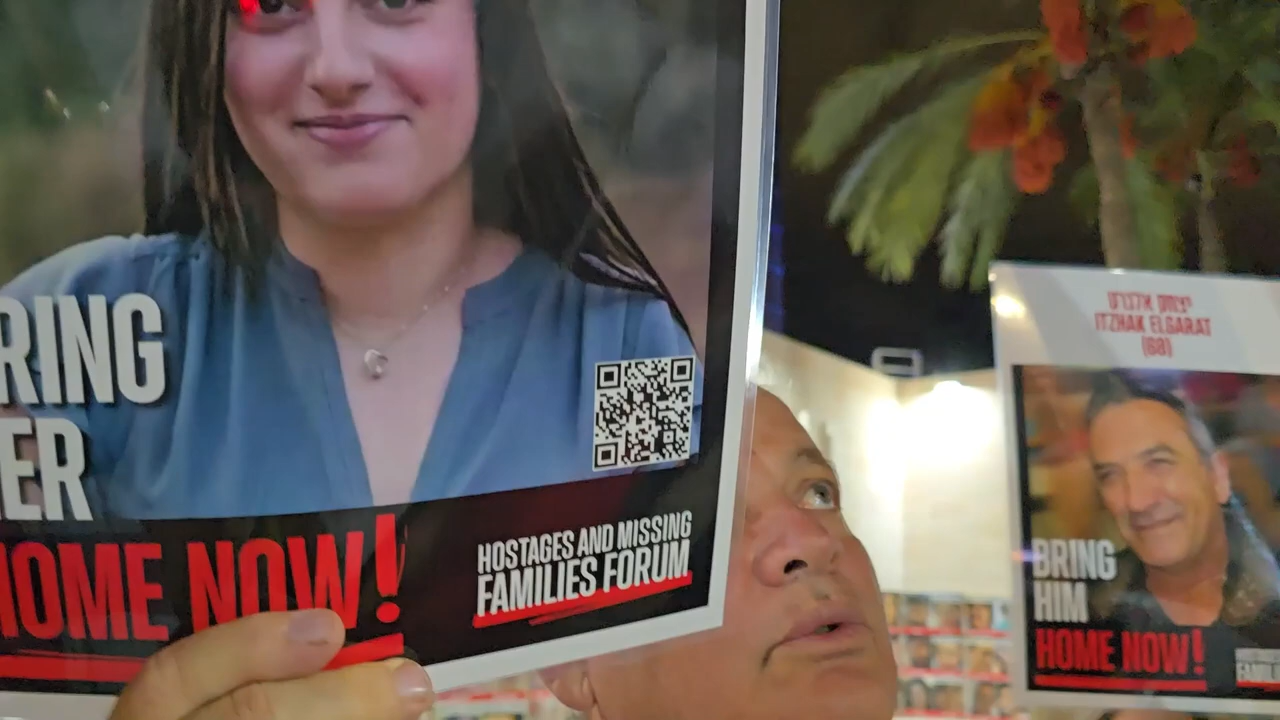 RING
ER
HOME NOW!
HOSTAGES AND MISSING
FAMILIES FORUM
יצחק אלגרט
ITZHAK ELGARAT
(68)
BRING
HIM
HOME NOW!